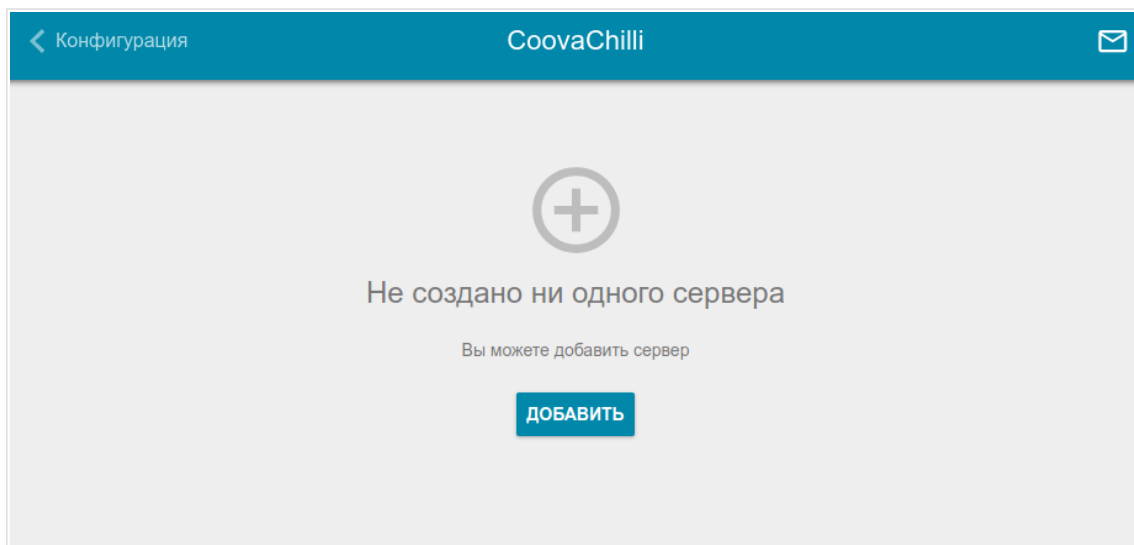 Конфигурация
CoovaChilli
Не создано ни одного сервера
Вы можете добавить сервер
ДОБАВИТЬ